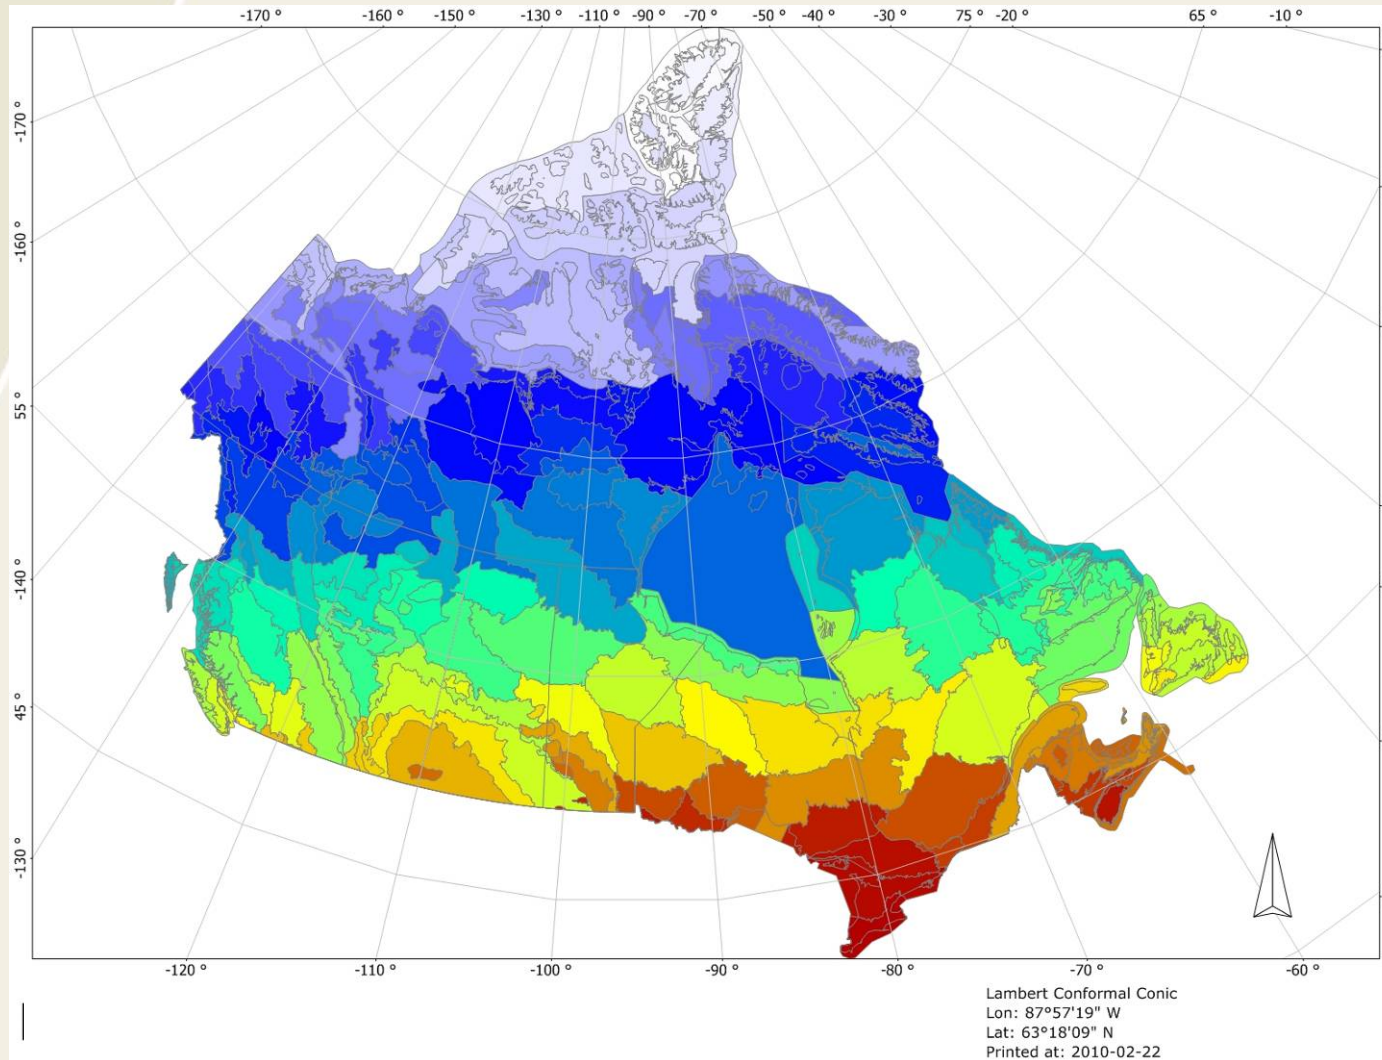 -170 ° -160 ° -150 ° -130 ° -110 ° -90 ° -70 ° -50 ° -40 ° -30 ° 75 ° -20 ° 65 ° -10 °
-170 °
-160 °
55 °
-140 °
45 °
-130 °
-120 ° -110 ° -100 ° -90 ° -80 ° -70 ° -60 °
Lambert Conformal Conic
Lon: 87°57'19" W
Lat: 63°18'09" N
Printed at: 2010-02-22